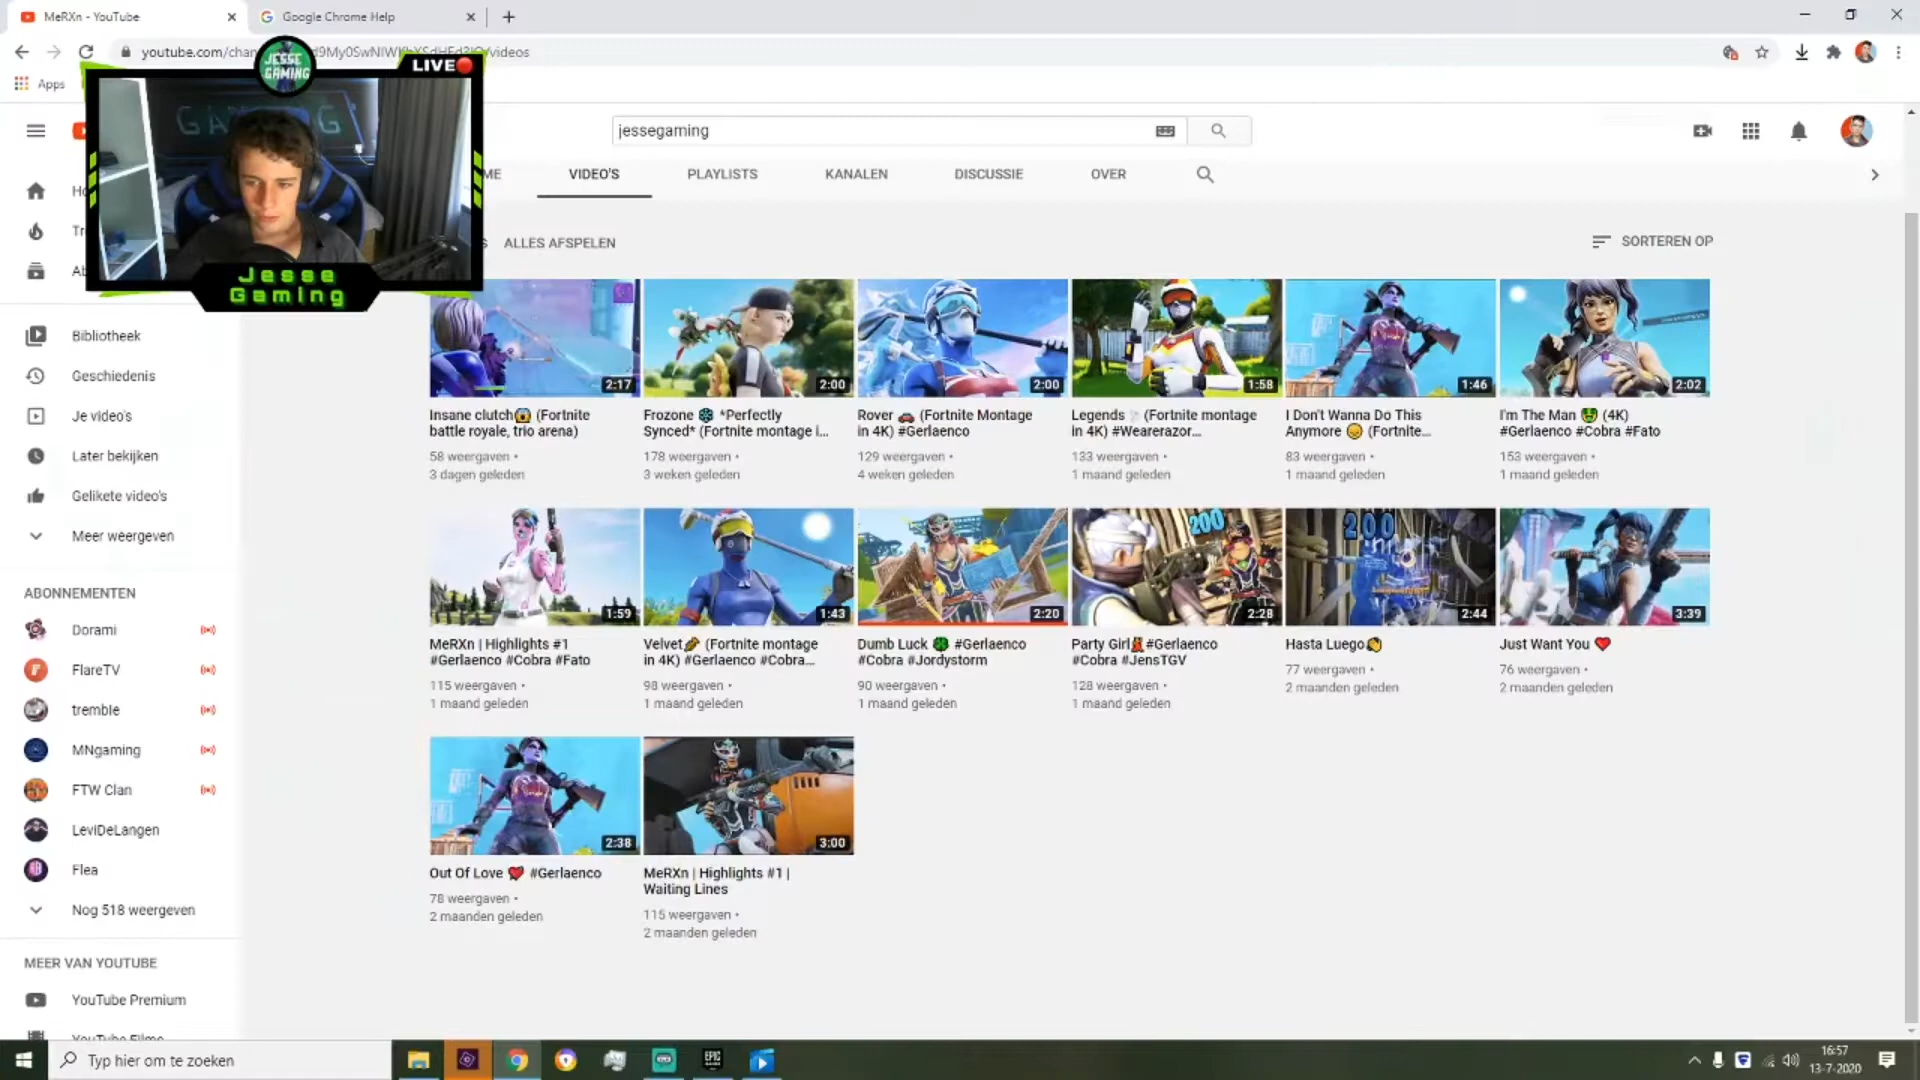 MeRXn - YouTube
Google Chrome Help
youtube.com/chan
/videos
Apps
JESSE
GAMING
LIVE
GAMING
Jesse
Gaming
jessegaming
VIDEO'S
PLAYLISTS
KANALEN
DISCUSSIE
OVER
ALLES AFSPELEN
SORTEREN OP
Bibliotheek
Geschiedenis
Je video's
Later bekijken
Gelikete video's
Meer weergeven
ABONNEMENTEN
Dorami
FlareTV
tremble
MNgaming
FTW Clan
LeviDeLangen
Flea
Nog 518 weergeven
MEER VAN YOUTUBE
YouTube Premium
YouTube Films
2:17
Insane clutch😱 (Fortnite
battle royale, trio arena)
58 weergaven •
3 dagen geleden
2:00
Frozone ❄ *Perfectly
Synced* (Fortnite montage i...
178 weergaven •
3 weken geleden
2:00
Rover 🚗 (Fortnite Montage
in 4K) #Gerlaenco
129 weergaven •
4 weken geleden
1:58
Legends (Fortnite montage
in 4K) #Wearerazor...
133 weergaven •
1 maand geleden
1:46
I Don't Wanna Do This
Anymore 😞 (Fortnite...
83 weergaven •
1 maand geleden
2:02
I'm The Man 🤑 (4K)
#Gerlaenco #Cobra #Fato
153 weergaven •
1 maand geleden
1:59
MeRXn | Highlights #1
#Gerlaenco #Cobra #Fato
115 weergaven •
1 maand geleden
1:43
Velvet (Fortnite montage
in 4K) #Gerlaenco #Cobra...
98 weergaven •
1 maand geleden
2:20
Dumb Luck 🍀 #Gerlaenco
#Cobra #Jordystorm
90 weergaven •
1 maand geleden
200
2:28
Party Girl💃#Gerlaenco
#Cobra #JensTGV
128 weergaven •
1 maand geleden
200
2:44
Hasta Luego👏
77 weergaven •
2 maanden geleden
3:39
Just Want You ❤
76 weergaven •
2 maanden geleden
2:38
Out Of Love ❤ #Gerlaenco
78 weergaven •
2 maanden geleden
3:00
MeRXn | Highlights #1 |
Waiting Lines
115 weergaven •
2 maanden geleden
Typ hier om te zoeken
EPIC
16:57
13-7-2020